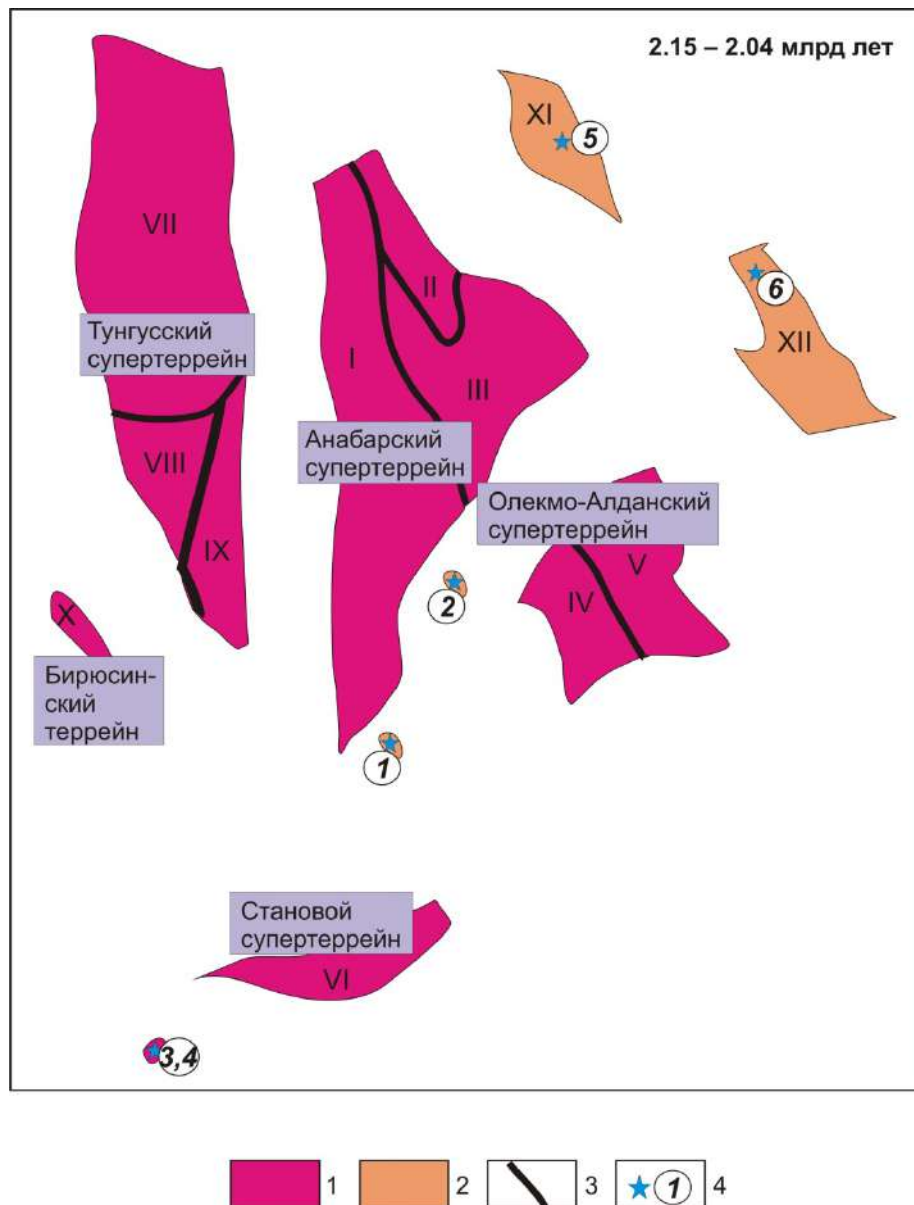 2.15 – 2.04 млрд лет
XI
5
VII
II
6
Тунгусский
супертеррейн
I
XII
III
Анабарский
супертеррейн
VIII
Олекмо-Алданский
супертеррейн
IX
V
2
IV
X
Бирюсин-
ский
террейн
1
Становой
супертеррейн
VI
3,4
1
2
3
1
4